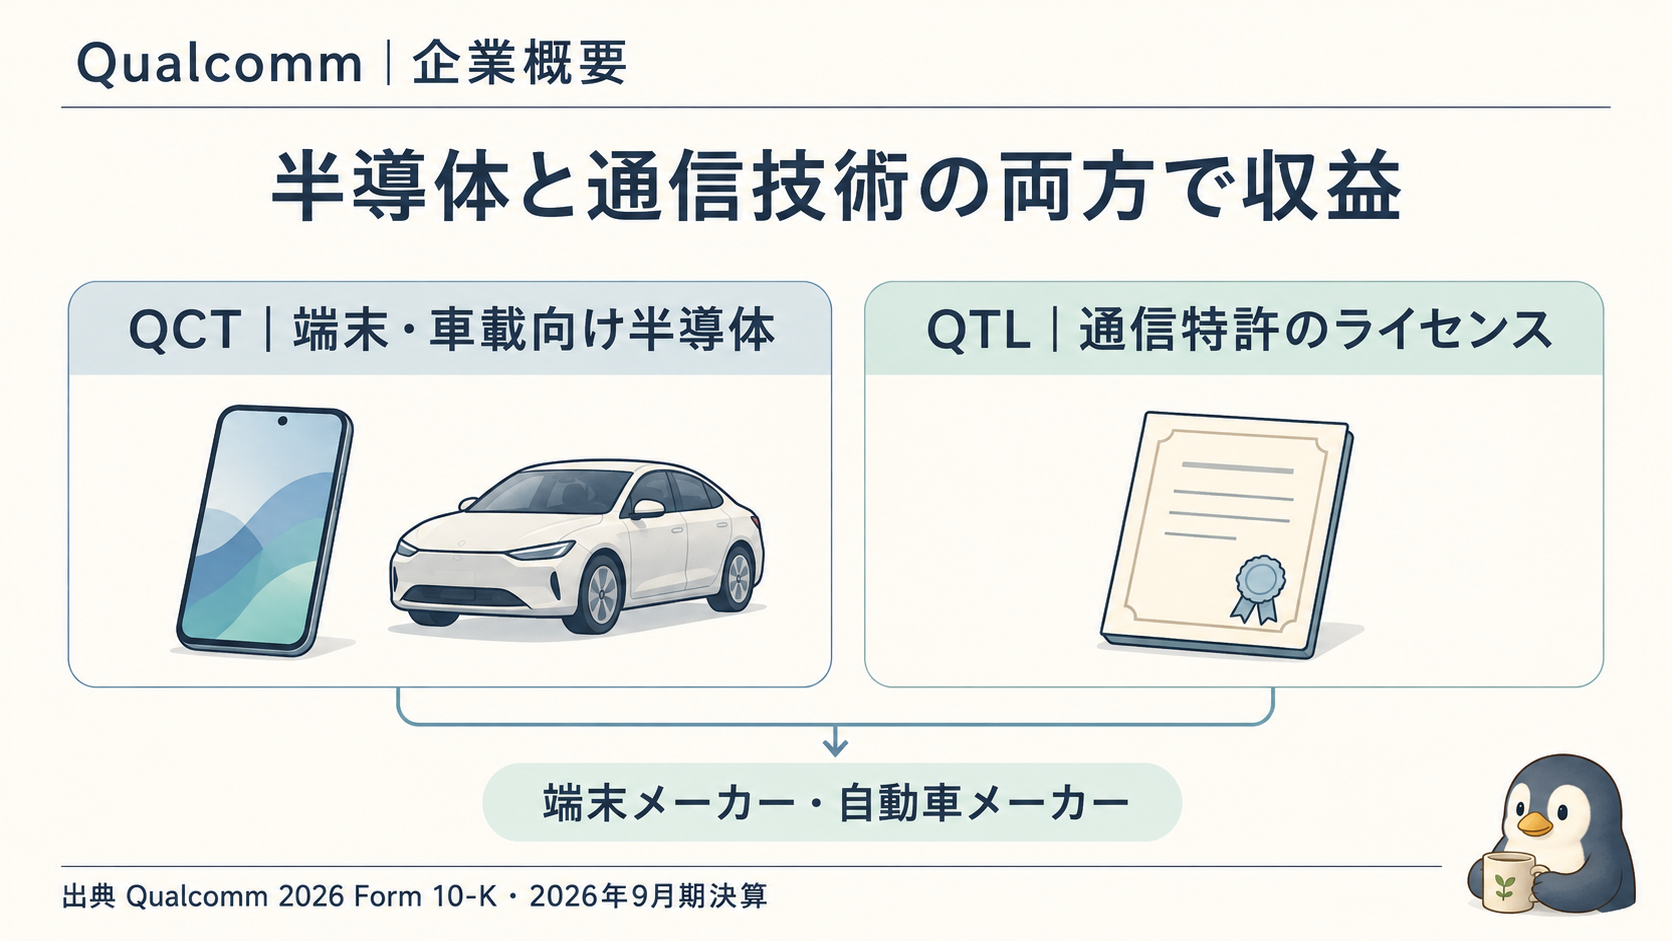 Qualcomm｜企業概要
半導体と通信技術の両方で収益
QCT｜端末・車載向け半導体
QTL｜通信特許のライセンス
端末メーカー・自動車メーカー
出典 Qualcomm 2026 Form 10-K・2026年9月期決算